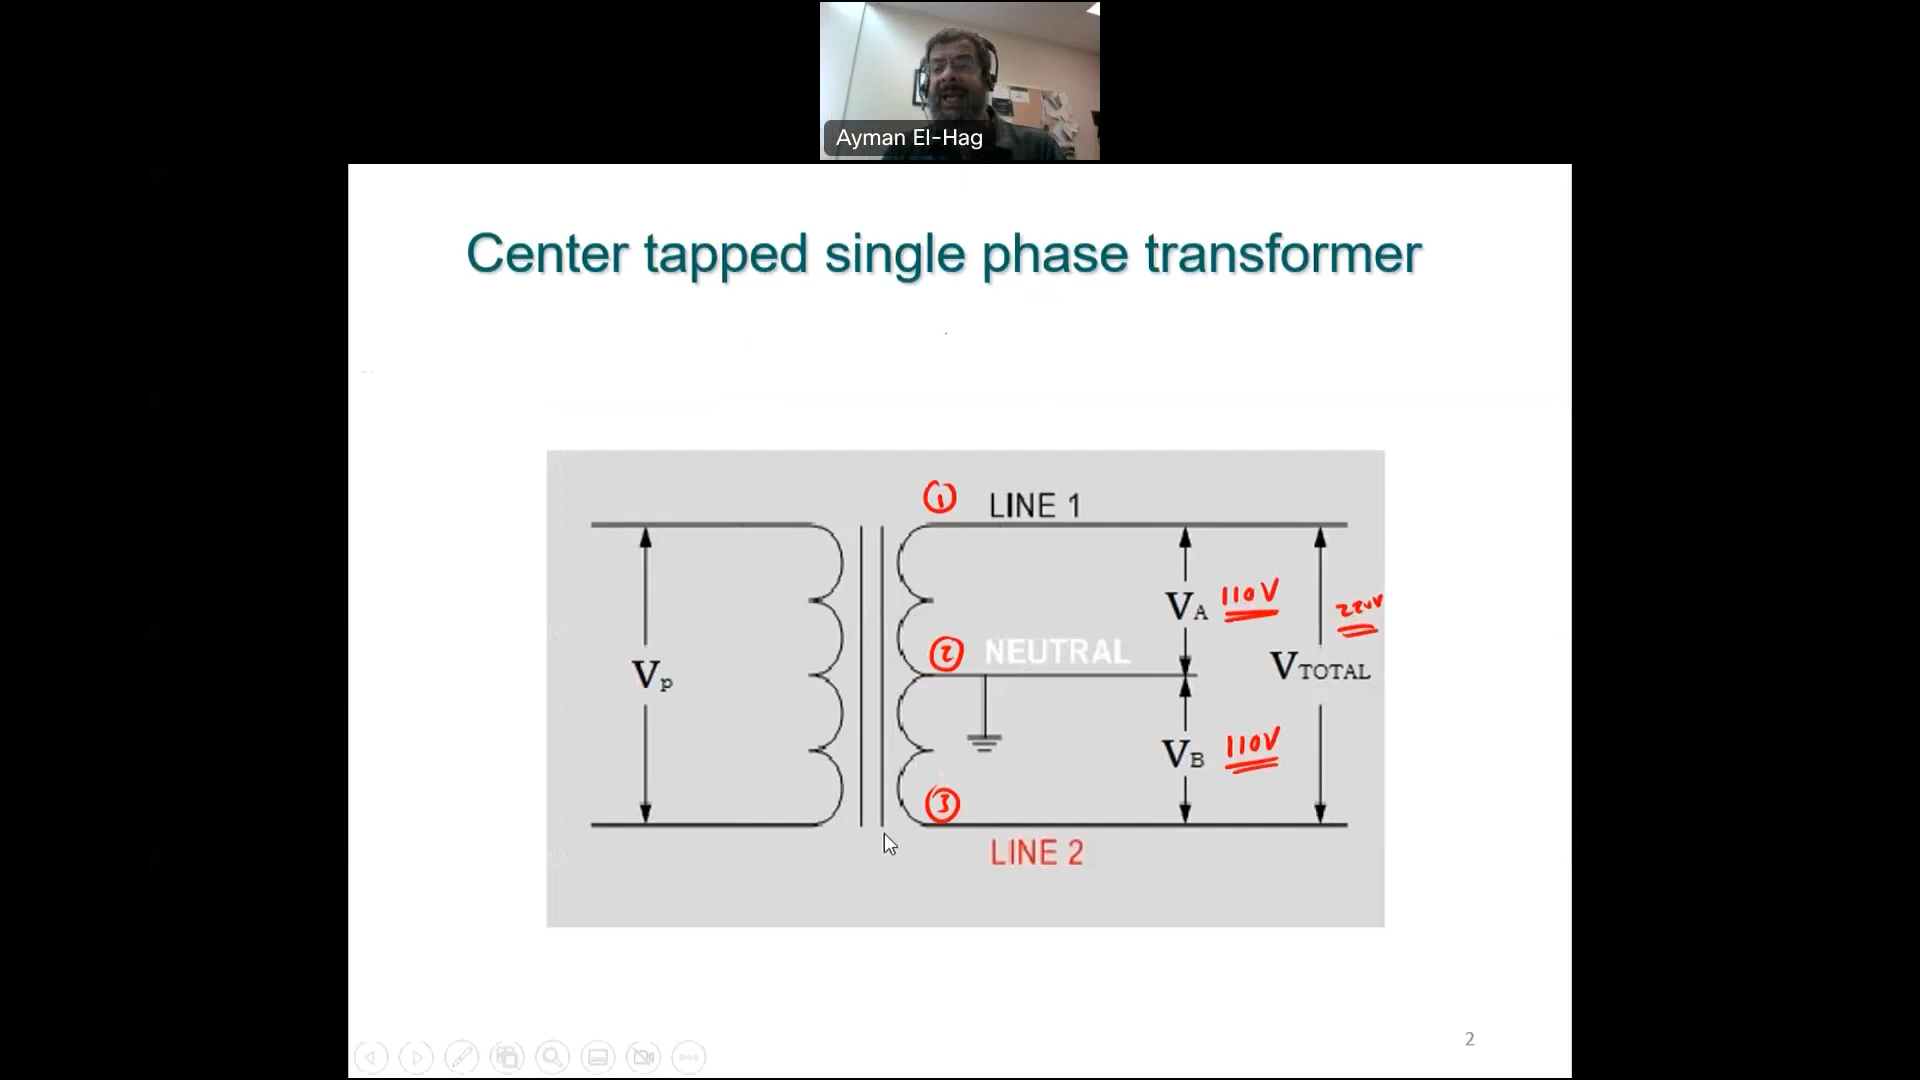 Ayman El-Hag
Center tapped single phase transformer
① LINE 1
VA 110V
220V
② NEUTRAL
Vp
VTOTAL
VB 110V
③
LINE 2
2